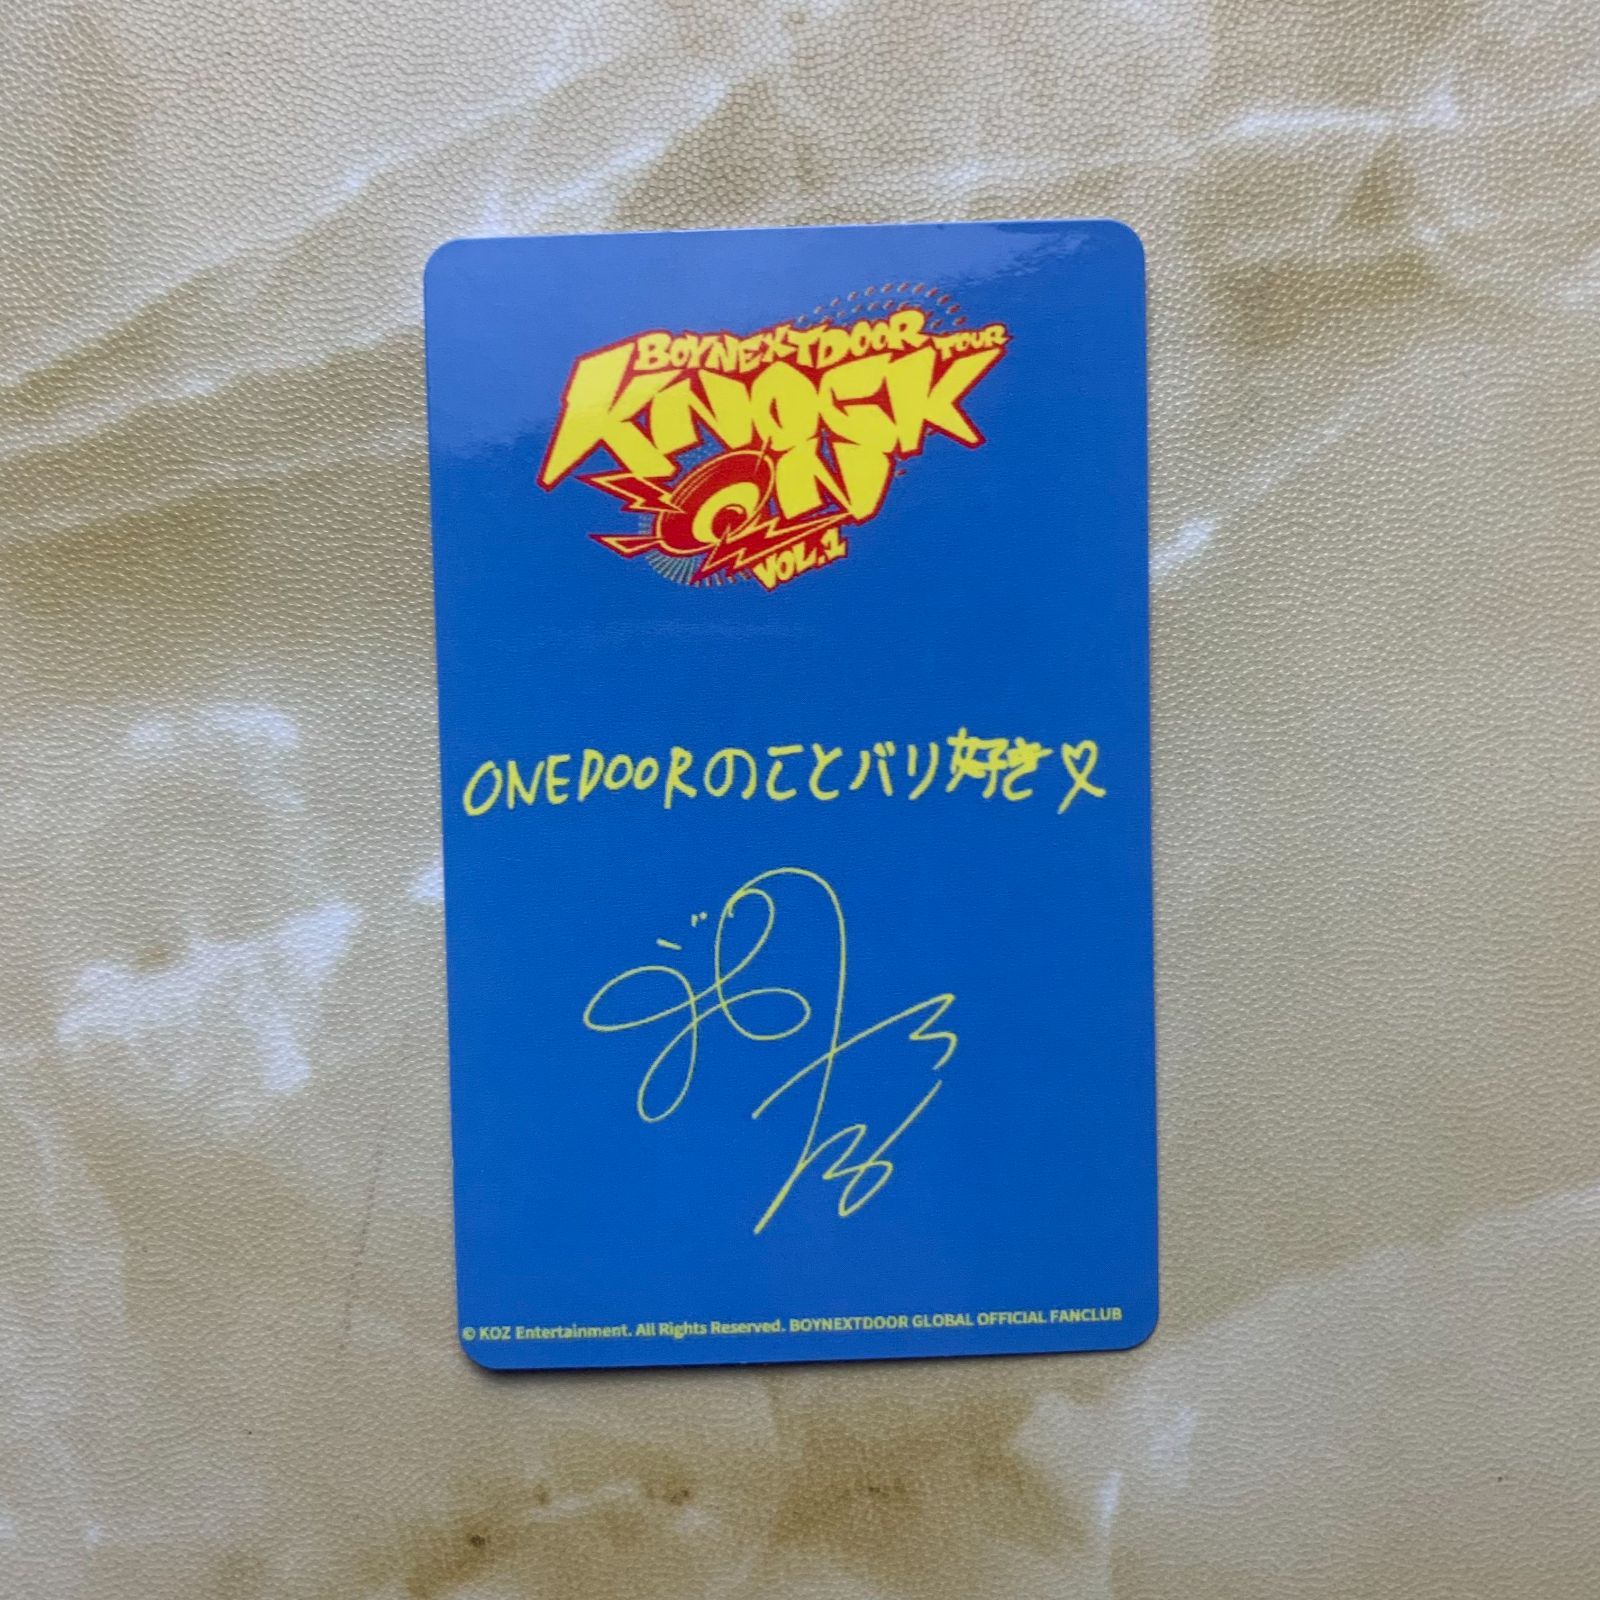 BOYNEXTDOOR TOUR
KNOCK
ON
VOL.1
ONEDOORのことバリ好き♡
© KOZ Entertainment. All Rights Reserved. BOYNEXTDOOR GLOBAL OFFICIAL FANCLUB